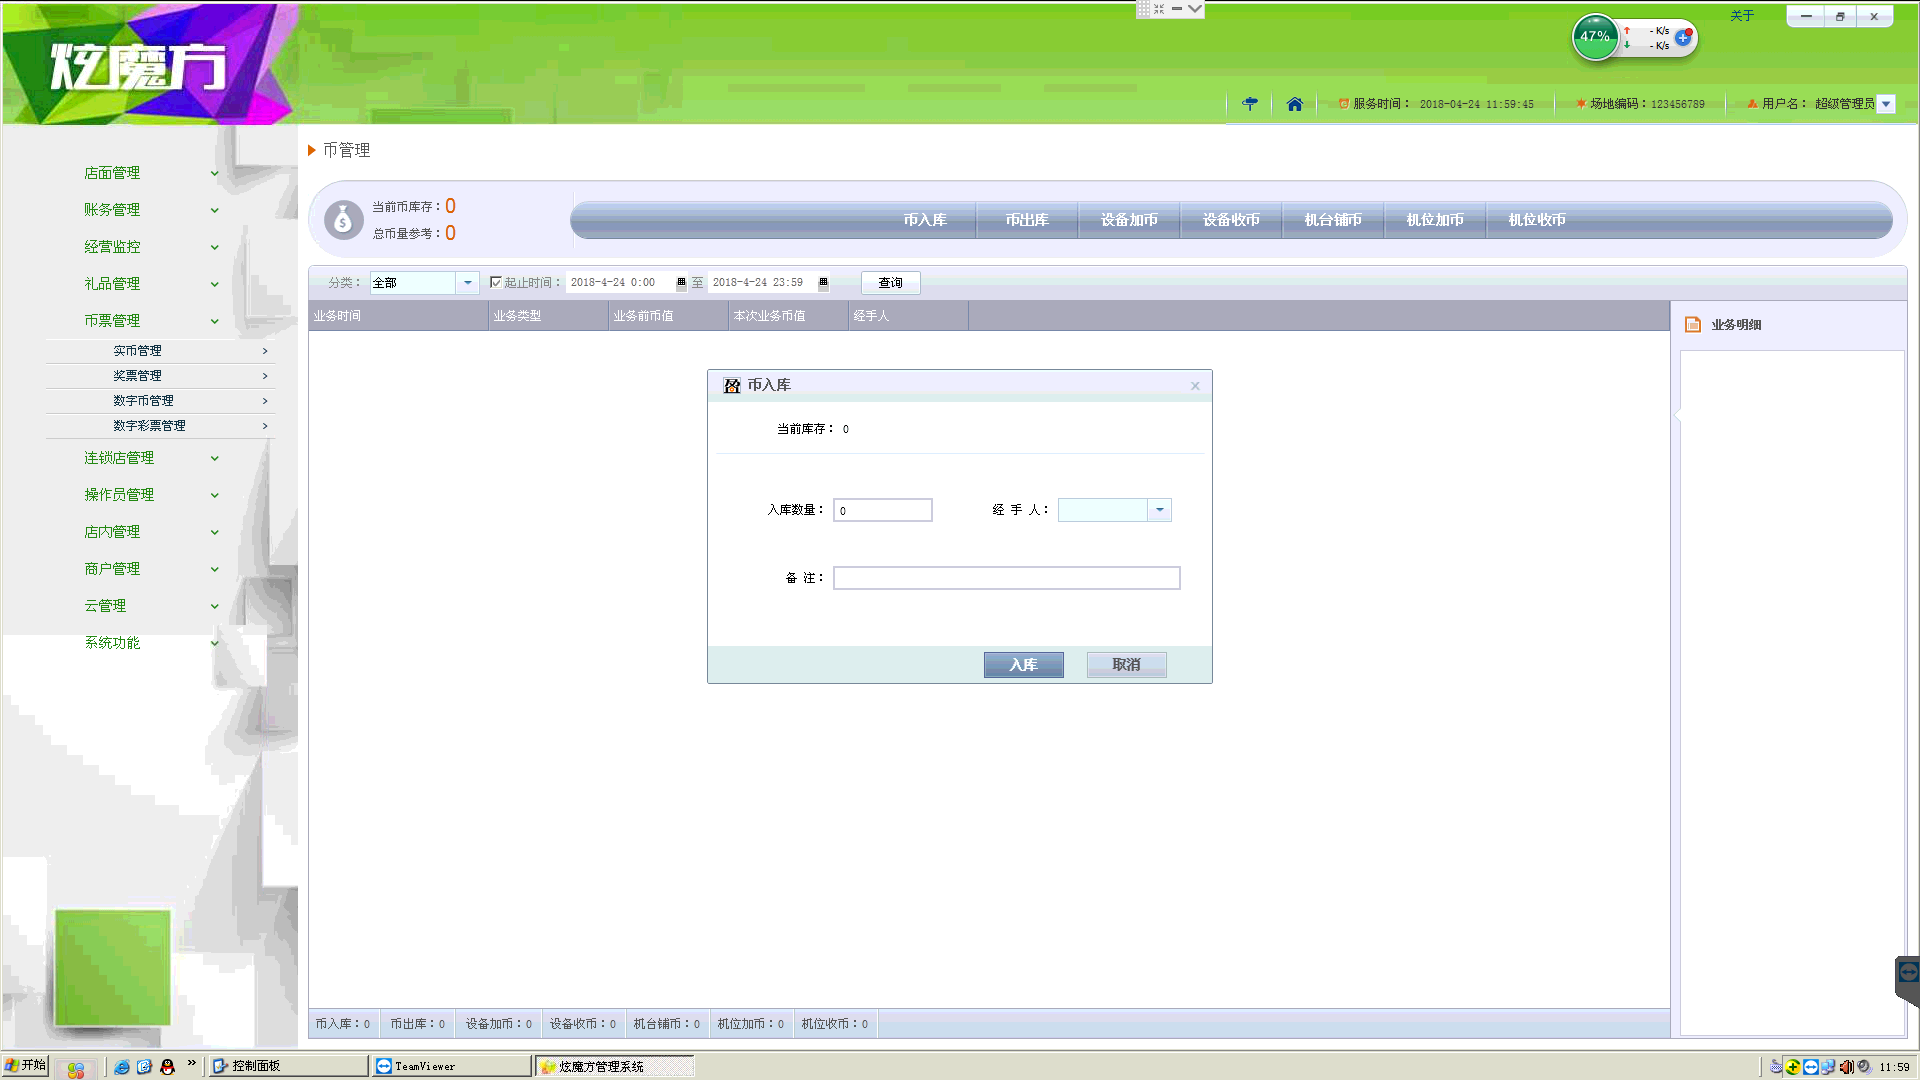 炫魔方
关于
47%
- K/s
- K/s
服务时间： 2018-04-24 11:59:45
场地编码：123456789
用户名： 超级管理员
店面管理
账务管理
经营监控
礼品管理
币票管理
实币管理
奖票管理
数字币管理
数字彩票管理
连锁店管理
操作员管理
店内管理
商户管理
云管理
系统功能
币管理
当前币库存：0
总币量参考：0
币入库 币出库 设备加币 设备收币 机台铺币 机位加币 机位收币
分类： 全部 起止时间： 2018-4-24 0:00 至 2018-4-24 23:59 查询
业务时间 业务类型 业务前币值 本次业务币值 经手人
业务明细
币入库
当前库存： 0
入库数量： 0 经 手 人：
备 注：
入库 取消
币入库：0 币出库：0 设备加币：0 设备收币：0 机台铺币：0 机位加币：0 机位收币：0
开始 控制面板 TeamViewer 炫魔方管理系统 11:59